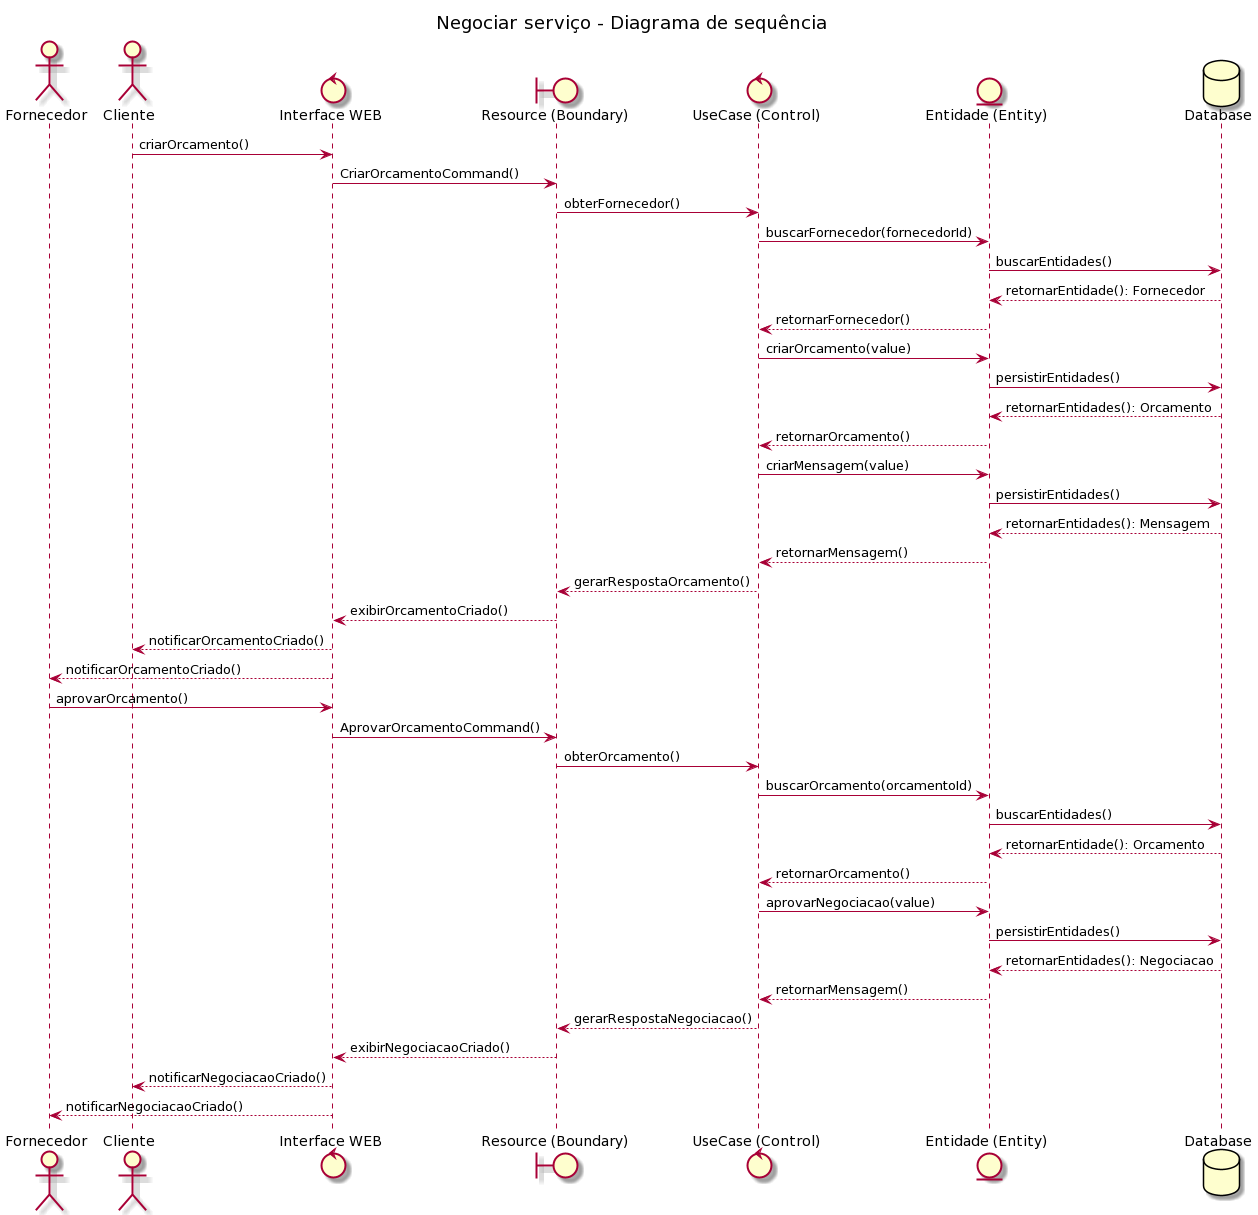 Negociar serviço - Diagrama de sequência
Fornecedor Cliente Interface WEB Resource (Boundary) UseCase (Control) Entidade (Entity) Database
criarOrcamento()
CriarOrcamentoCommand()
obterFornecedor()
buscarFornecedor(fornecedorId)
buscarEntidades()
retornarEntidade(): Fornecedor
retornarFornecedor()
criarOrcamento(value)
persistirEntidades()
retornarEntidades(): Orcamento
retornarOrcamento()
criarMensagem(value)
persistirEntidades()
retornarEntidades(): Mensagem
retornarMensagem()
gerarRespostaOrcamento()
exibirOrcamentoCriado()
notificarOrcamentoCriado()
notificarOrcamentoCriado()
aprovarOrcamento()
AprovarOrcamentoCommand()
obterOrcamento()
buscarOrcamento(orcamentoId)
buscarEntidades()
retornarEntidade(): Orcamento
retornarOrcamento()
aprovarNegociacao(value)
persistirEntidades()
retornarEntidades(): Negociacao
retornarMensagem()
gerarRespostaNegociacao()
exibirNegociacaoCriado()
notificarNegociacaoCriado()
notificarNegociacaoCriado()
Fornecedor Cliente Interface WEB Resource (Boundary) UseCase (Control) Entidade (Entity) Database